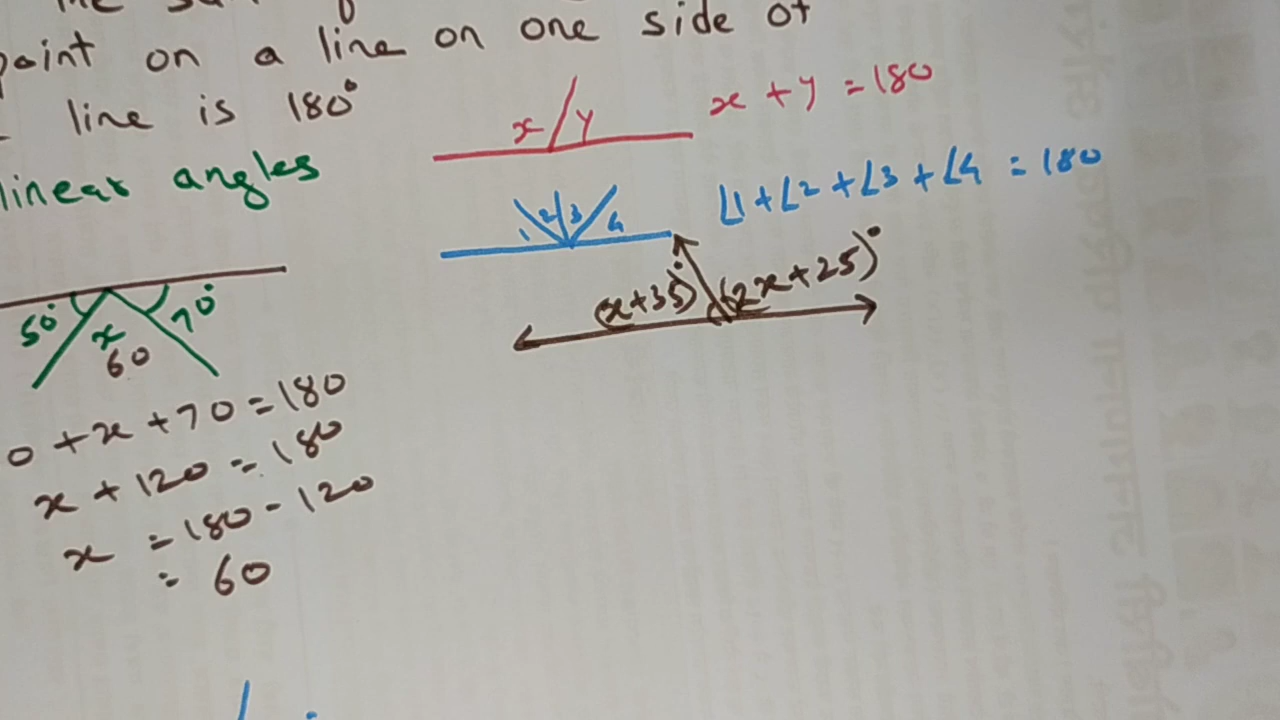 point on a line on one side of
line is 180°
linear angles
x y x + y = 180
1 2 3 4 ∠1 + ∠2 + ∠3 + ∠4 = 180
(x+35)° (2x+25)°
50° x 70°
60
0 + x + 70 = 180
x + 120 = 180
x = 180 - 120
= 60